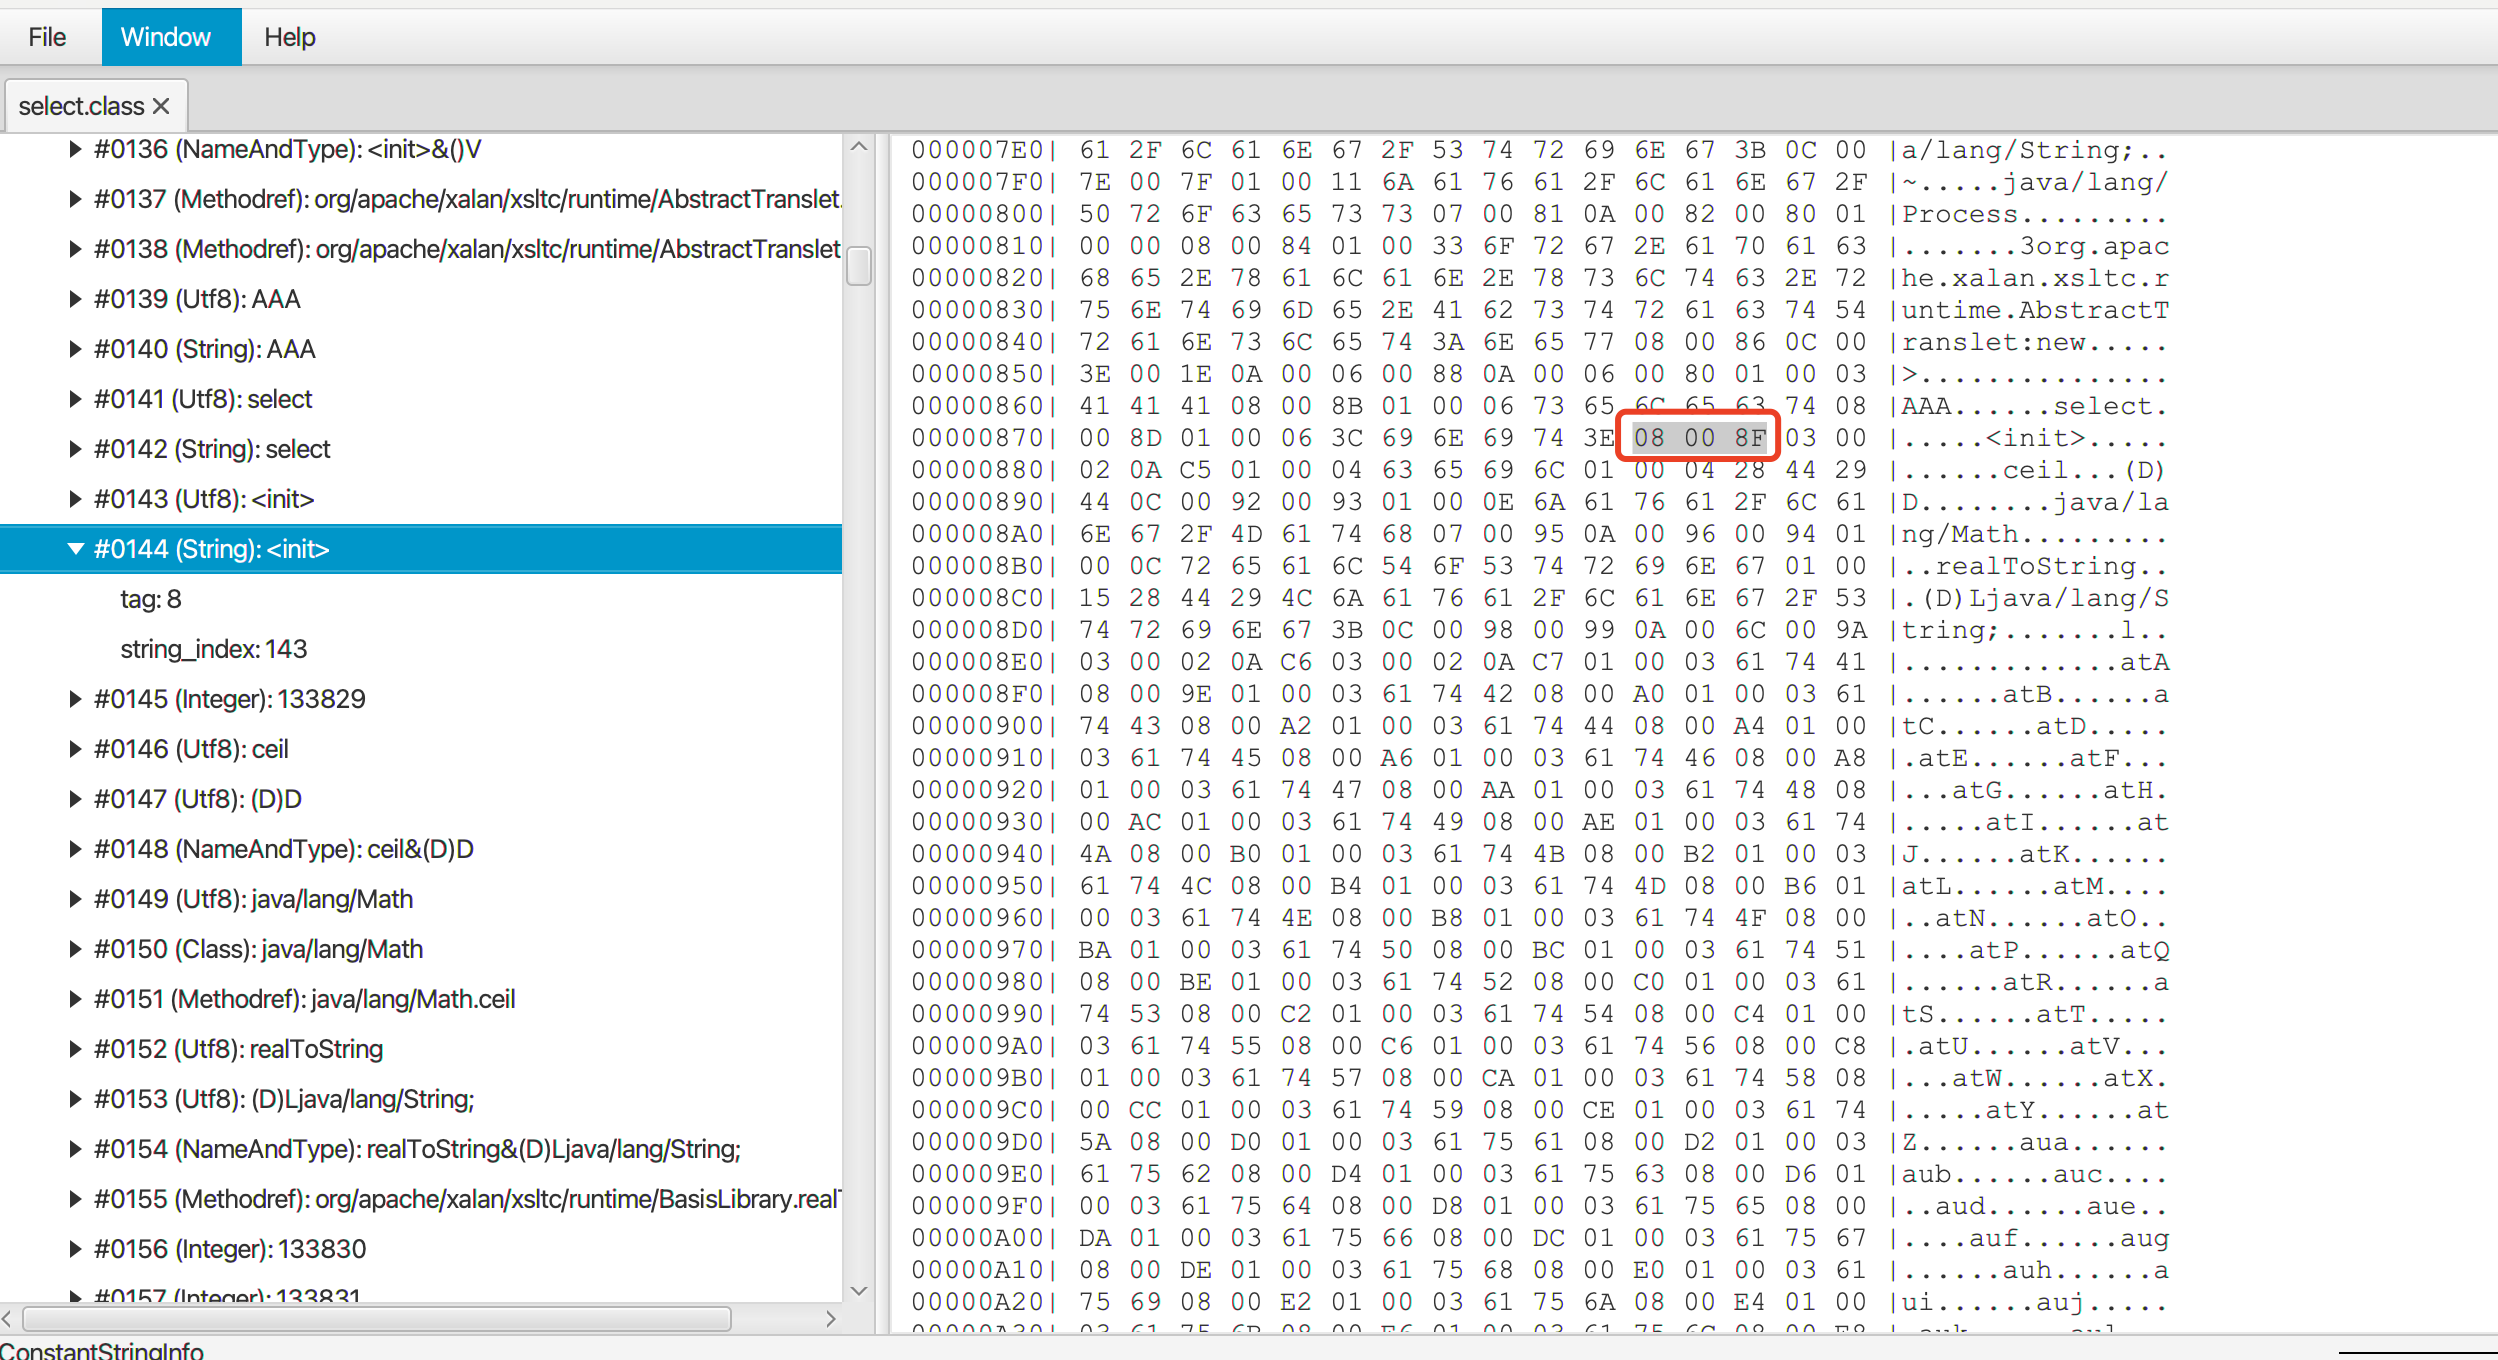 File Window Help
select.class ×
#0136 (NameAndType): <init>&()V
#0137 (Methodref): org/apache/xalan/xsltc/runtime/AbstractTranslet.
#0138 (Methodref): org/apache/xalan/xsltc/runtime/AbstractTranslet
#0139 (Utf8): AAA
#0140 (String): AAA
#0141 (Utf8): select
#0142 (String): select
#0143 (Utf8): <init>
#0144 (String): <init>
tag: 8
string_index: 143
#0145 (Integer): 133829
#0146 (Utf8): ceil
#0147 (Utf8): (D)D
#0148 (NameAndType): ceil&(D)D
#0149 (Utf8): java/lang/Math
#0150 (Class): java/lang/Math
#0151 (Methodref): java/lang/Math.ceil
#0152 (Utf8): realToString
#0153 (Utf8): (D)Ljava/lang/String;
#0154 (NameAndType): realToString&(D)Ljava/lang/String;
#0155 (Methodref): org/apache/xalan/xsltc/runtime/BasisLibrary.real
#0156 (Integer): 133830
#0157 (Integer): 133831
000007E0| 61 2F 6C 61 6E 67 2F 53 74 72 69 6E 67 3B 0C 00 |a/lang/String;..
000007F0| 7E 00 7F 01 00 11 6A 61 76 61 2F 6C 61 6E 67 2F |~.....java/lang/
00000800| 50 72 6F 63 65 73 73 07 00 81 0A 00 82 00 80 01 |Process.........
00000810| 00 00 08 00 84 01 00 33 6F 72 67 2E 61 70 61 63 |.......3org.apac
00000820| 68 65 2E 78 61 6C 61 6E 2E 78 73 6C 74 63 2E 72 |he.xalan.xsltc.r
00000830| 75 6E 74 69 6D 65 2E 41 62 73 74 72 61 63 74 54 |untime.AbstractT
00000840| 72 61 6E 73 6C 65 74 3A 6E 65 77 08 00 86 0C 00 |ranslet:new.....
00000850| 3E 00 1E 0A 00 06 00 88 0A 00 06 00 80 01 00 03 |>...............
00000860| 41 41 41 08 00 8B 01 00 06 73 65 6C 65 63 74 08 |AAA......select.
00000870| 00 8D 01 00 06 3C 69 6E 69 74 3E 08 00 8F 03 00 |.....<init>.....
00000880| 02 0A C5 01 00 04 63 65 69 6C 01 00 04 28 44 29 |......ceil...(D)
00000890| 44 0C 00 92 00 93 01 00 0E 6A 61 76 61 2F 6C 61 |D........java/la
000008A0| 6E 67 2F 4D 61 74 68 07 00 95 0A 00 96 00 94 01 |ng/Math.........
000008B0| 00 0C 72 65 61 6C 54 6F 53 74 72 69 6E 67 01 00 |..realToString..
000008C0| 15 28 44 29 4C 6A 61 76 61 2F 6C 61 6E 67 2F 53 |.(D)Ljava/lang/S
000008D0| 74 72 69 6E 67 3B 0C 00 98 00 99 0A 00 6C 00 9A |tring;.......l..
000008E0| 03 00 02 0A C6 03 00 02 0A C7 01 00 03 61 74 41 |.............atA
000008F0| 08 00 9E 01 00 03 61 74 42 08 00 A0 01 00 03 61 |......atB......a
00000900| 74 43 08 00 A2 01 00 03 61 74 44 08 00 A4 01 00 |tC......atD.....
00000910| 03 61 74 45 08 00 A6 01 00 03 61 74 46 08 00 A8 |.atE......atF...
00000920| 01 00 03 61 74 47 08 00 AA 01 00 03 61 74 48 08 |...atG......atH.
00000930| 00 AC 01 00 03 61 74 49 08 00 AE 01 00 03 61 74 |.....atI......at
00000940| 4A 08 00 B0 01 00 03 61 74 4B 08 00 B2 01 00 03 |J......atK......
00000950| 61 74 4C 08 00 B4 01 00 03 61 74 4D 08 00 B6 01 |atL......atM....
00000960| 00 03 61 74 4E 08 00 B8 01 00 03 61 74 4F 08 00 |..atN......atO..
00000970| BA 01 00 03 61 74 50 08 00 BC 01 00 03 61 74 51 |....atP......atQ
00000980| 08 00 BE 01 00 03 61 74 52 08 00 C0 01 00 03 61 |......atR......a
00000990| 74 53 08 00 C2 01 00 03 61 74 54 08 00 C4 01 00 |tS......atT.....
000009A0| 03 61 74 55 08 00 C6 01 00 03 61 74 56 08 00 C8 |.atU......atV...
000009B0| 01 00 03 61 74 57 08 00 CA 01 00 03 61 74 58 08 |...atW......atX.
000009C0| 00 CC 01 00 03 61 74 59 08 00 CE 01 00 03 61 74 |.....atY......at
000009D0| 5A 08 00 D0 01 00 03 61 75 61 08 00 D2 01 00 03 |Z......aua......
000009E0| 61 75 62 08 00 D4 01 00 03 61 75 63 08 00 D6 01 |aub......auc....
000009F0| 00 03 61 75 64 08 00 D8 01 00 03 61 75 65 08 00 |..aud......aue..
00000A00| DA 01 00 03 61 75 66 08 00 DC 01 00 03 61 75 67 |....auf......aug
00000A10| 08 00 DE 01 00 03 61 75 68 08 00 E0 01 00 03 61 |......auh......a
00000A20| 75 69 08 00 E2 01 00 03 61 75 6A 08 00 E4 01 00 |ui......auj.....
00000A30| 03 61 75 6B 08 00 E6 01 00 03 61 75 6C 08 00 E8 |.auk......aul...
ConstantStringInfo